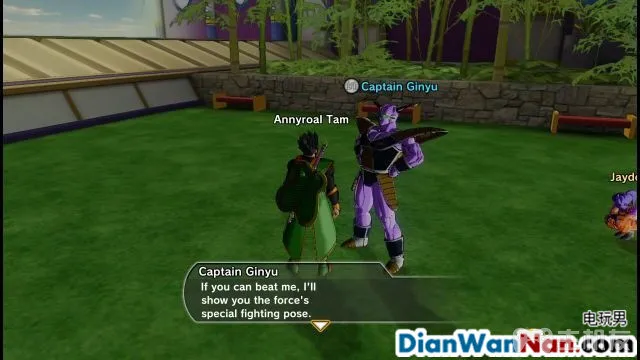 Captain Ginyu
Annyroal Tam
Jayd
Captain Ginyu
If you can beat me, I'll
show you the force's
special fighting pose.
电玩男
DianWanNan.com